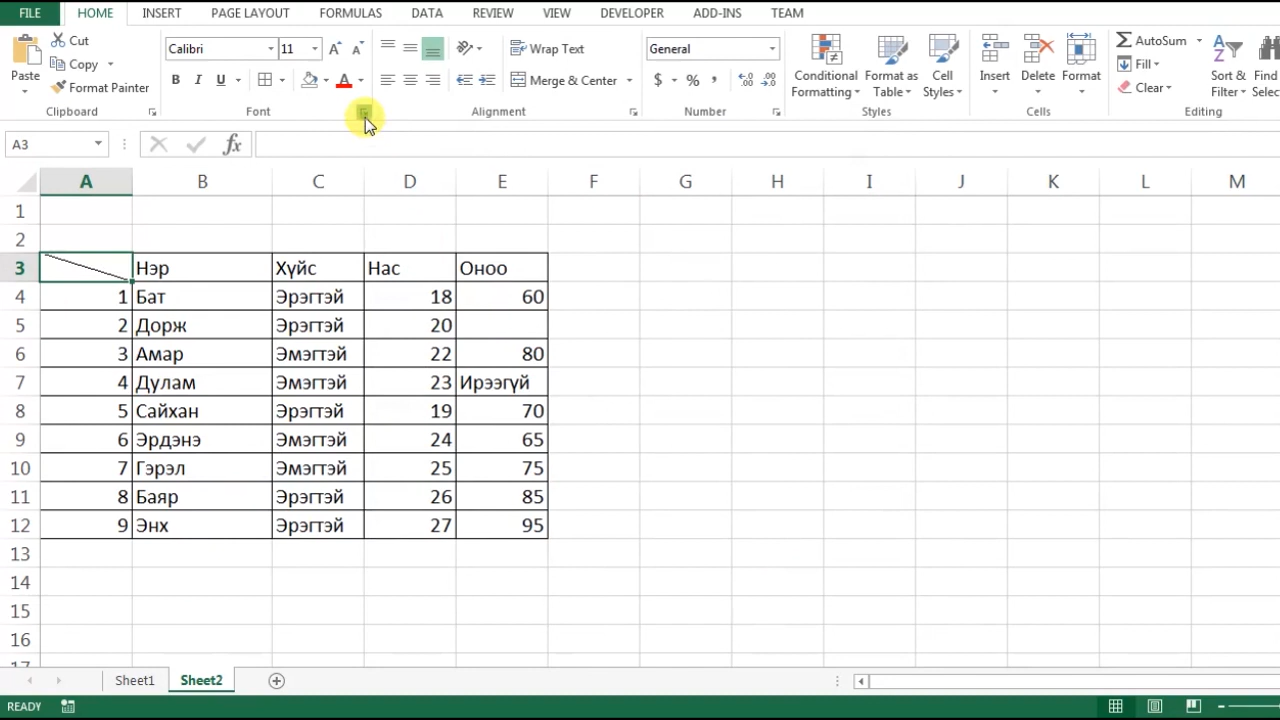 FILE HOME INSERT PAGE LAYOUT FORMULAS DATA REVIEW VIEW DEVELOPER ADD-INS TEAM
Cut Calibri 11 A A Wrap Text General AutoSum
Copy Fill
Paste Format Painter B I U A Merge & Center $ % , Conditional Formatting Format as Table Cell Styles Insert Delete Format Clear Sort & Filter Find
Clipboard Font Alignment Number Styles Cells Editing
A3 fx
A B C D E F G H I J K L M
1
2
3 Нэр Хүйс Нас Оноо
4 1 Бат Эрэгтэй 18 60
5 2 Дорж Эрэгтэй 20
6 3 Амар Эмэгтэй 22 80
7 4 Дулам Эмэгтэй 23 Ирээгүй
8 5 Сайхан Эрэгтэй 19 70
9 6 Эрдэнэ Эмэгтэй 24 65
10 7 Гэрэл Эмэгтэй 25 75
11 8 Баяр Эрэгтэй 26 85
12 9 Энх Эрэгтэй 27 95
13
14
15
16
Sheet1 Sheet2
READY